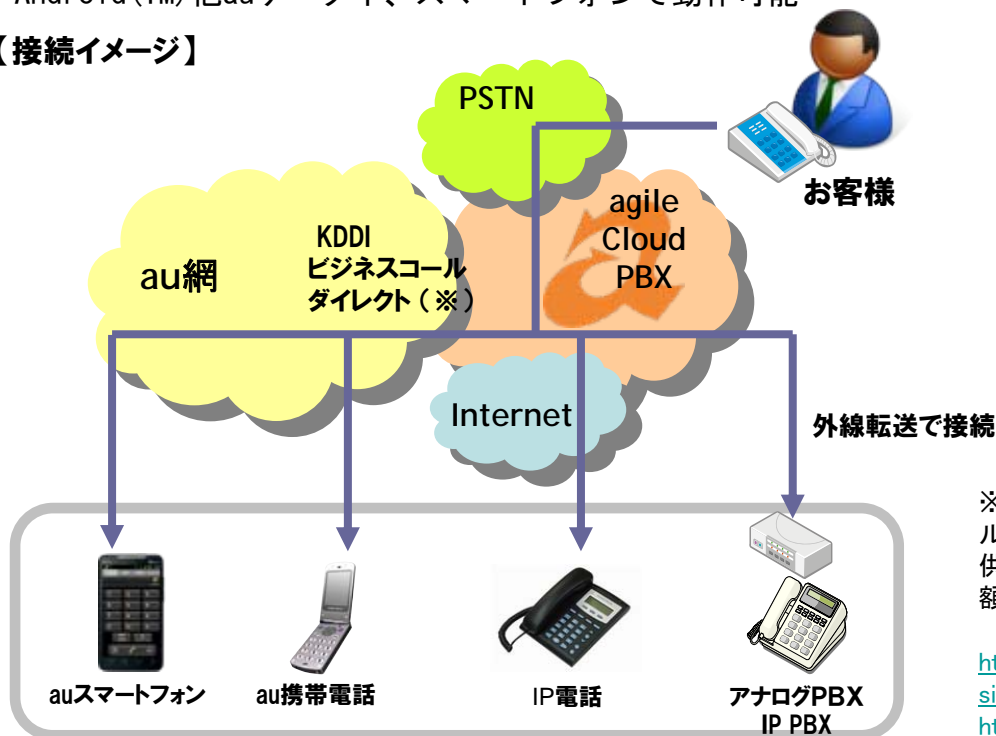 【接続イメージ】
PSTN
お客様
agile
Cloud
PBX
KDDI
ビジネスコール
ダイレクト（※）
au網
Internet
外線転送で接続
auスマートフォン
au携帯電話
IP電話
アナログPBX
IP PBX
※
ル
供
額
ht
si
ht